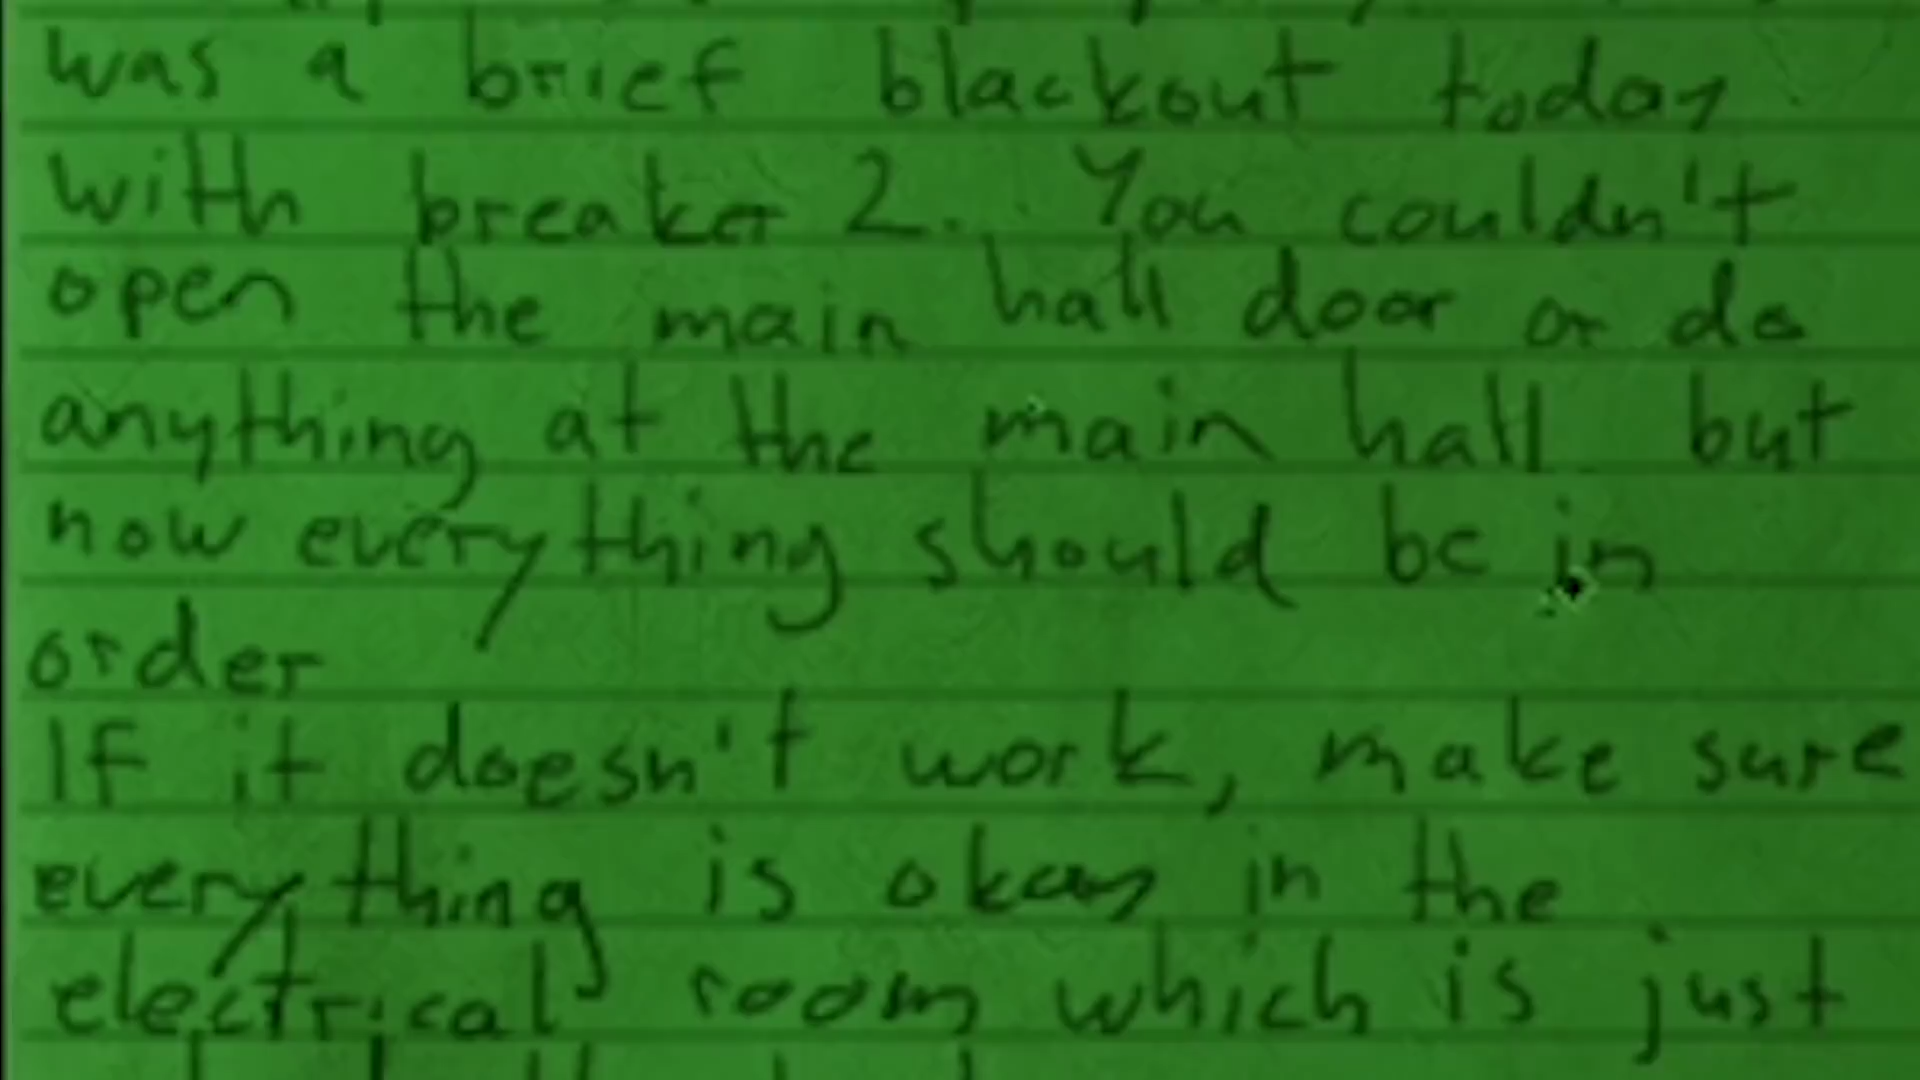 was a brief blackout today
with breaker 2. You couldn't
open the main hall door or do
anything at the main hall but
now everything should be in
order
If it doesn't work, make sure
everything is okay in the
electrical room which is just